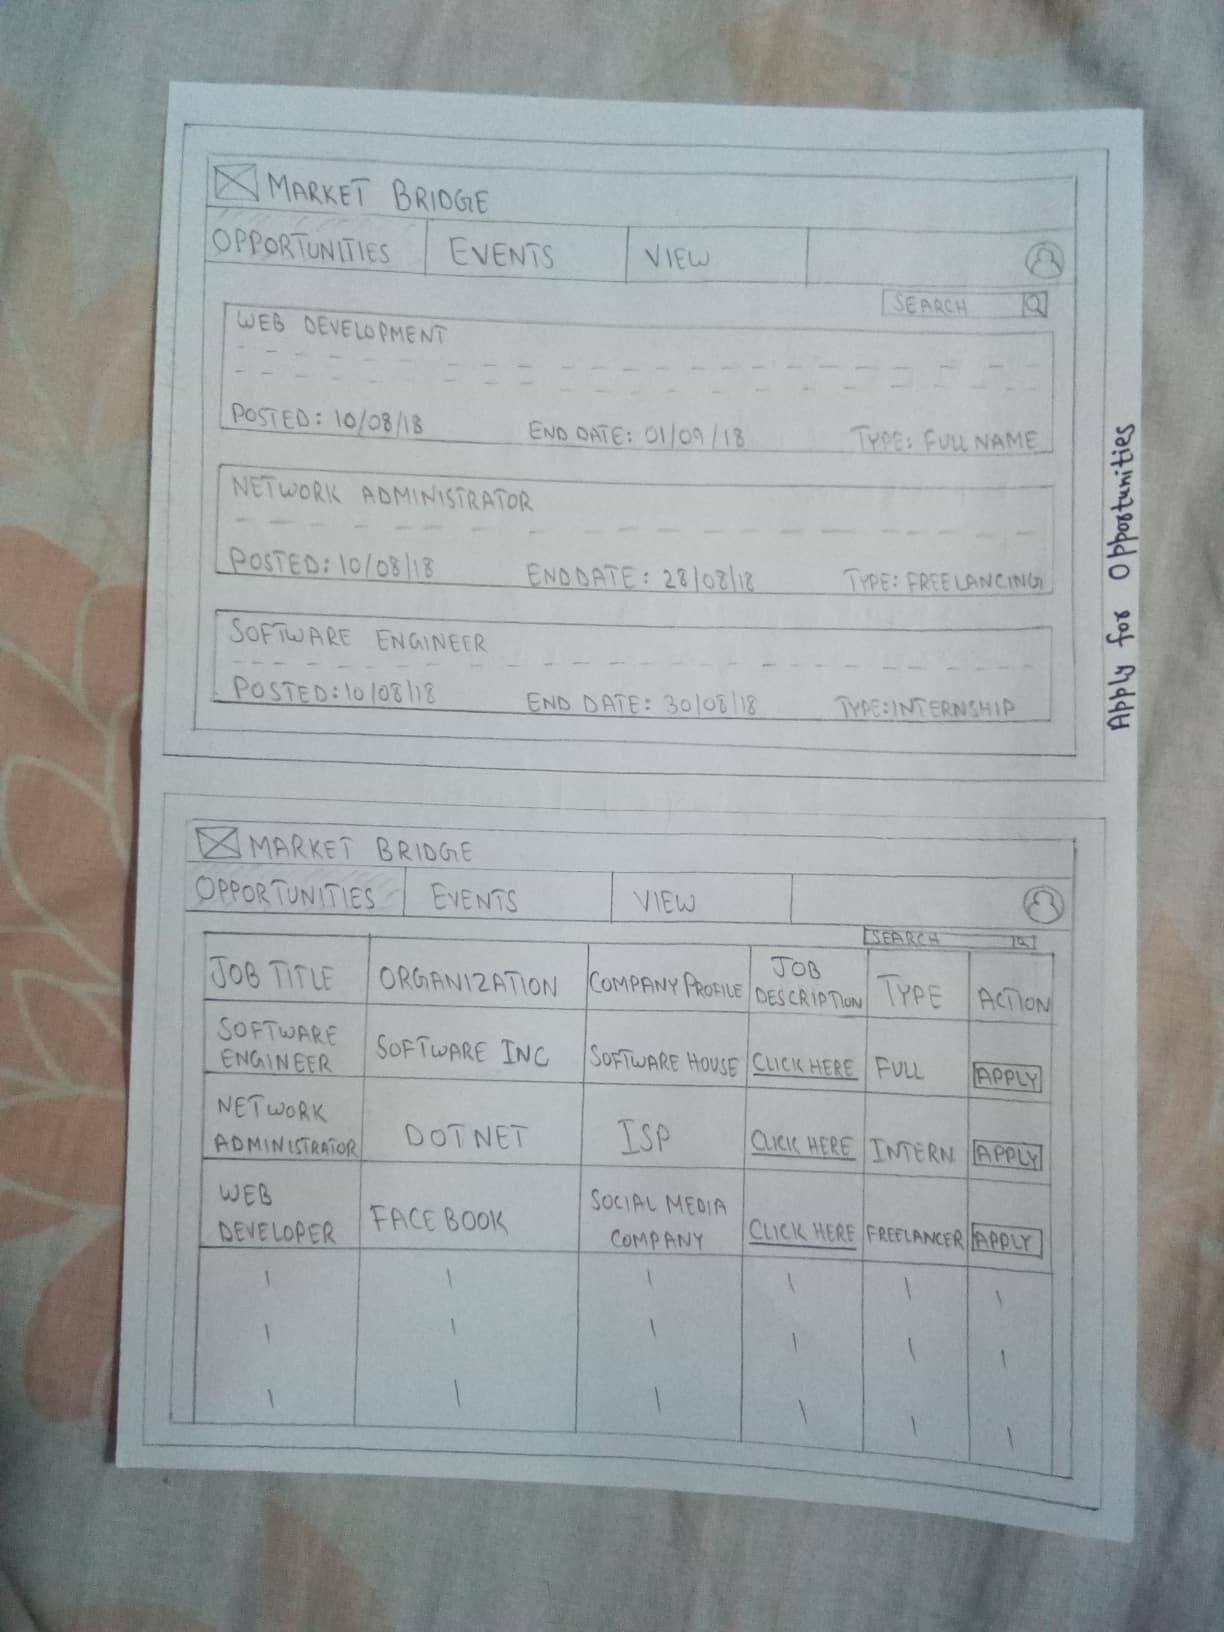 MARKET BRIDGE
OPPORTUNITIES EVENTS VIEW
SEARCH
WEB DEVELOPMENT
POSTED: 10/08/18 END DATE: 01/09/18 TYPE: FULL NAME
NETWORK ADMINISTRATOR
POSTED: 10/08/18 END DATE: 28/08/18 TYPE: FREELANCING
SOFTWARE ENGINEER
POSTED: 10/08/18 END DATE: 30/08/18 TYPE: INTERNSHIP
Apply for Opportunities
MARKET BRIDGE
OPPORTUNITIES EVENTS VIEW
SEARCH
JOB TITLE ORGANIZATION COMPANY PROFILE JOB DESCRIPTION TYPE ACTION
SOFTWARE ENGINEER SOFTWARE INC SOFTWARE HOUSE CLICK HERE FULL APPLY
NETWORK ADMINISTRATOR DOTNET ISP CLICK HERE INTERN APPLY
WEB DEVELOPER FACEBOOK SOCIAL MEDIA COMPANY CLICK HERE FREELANCER APPLY